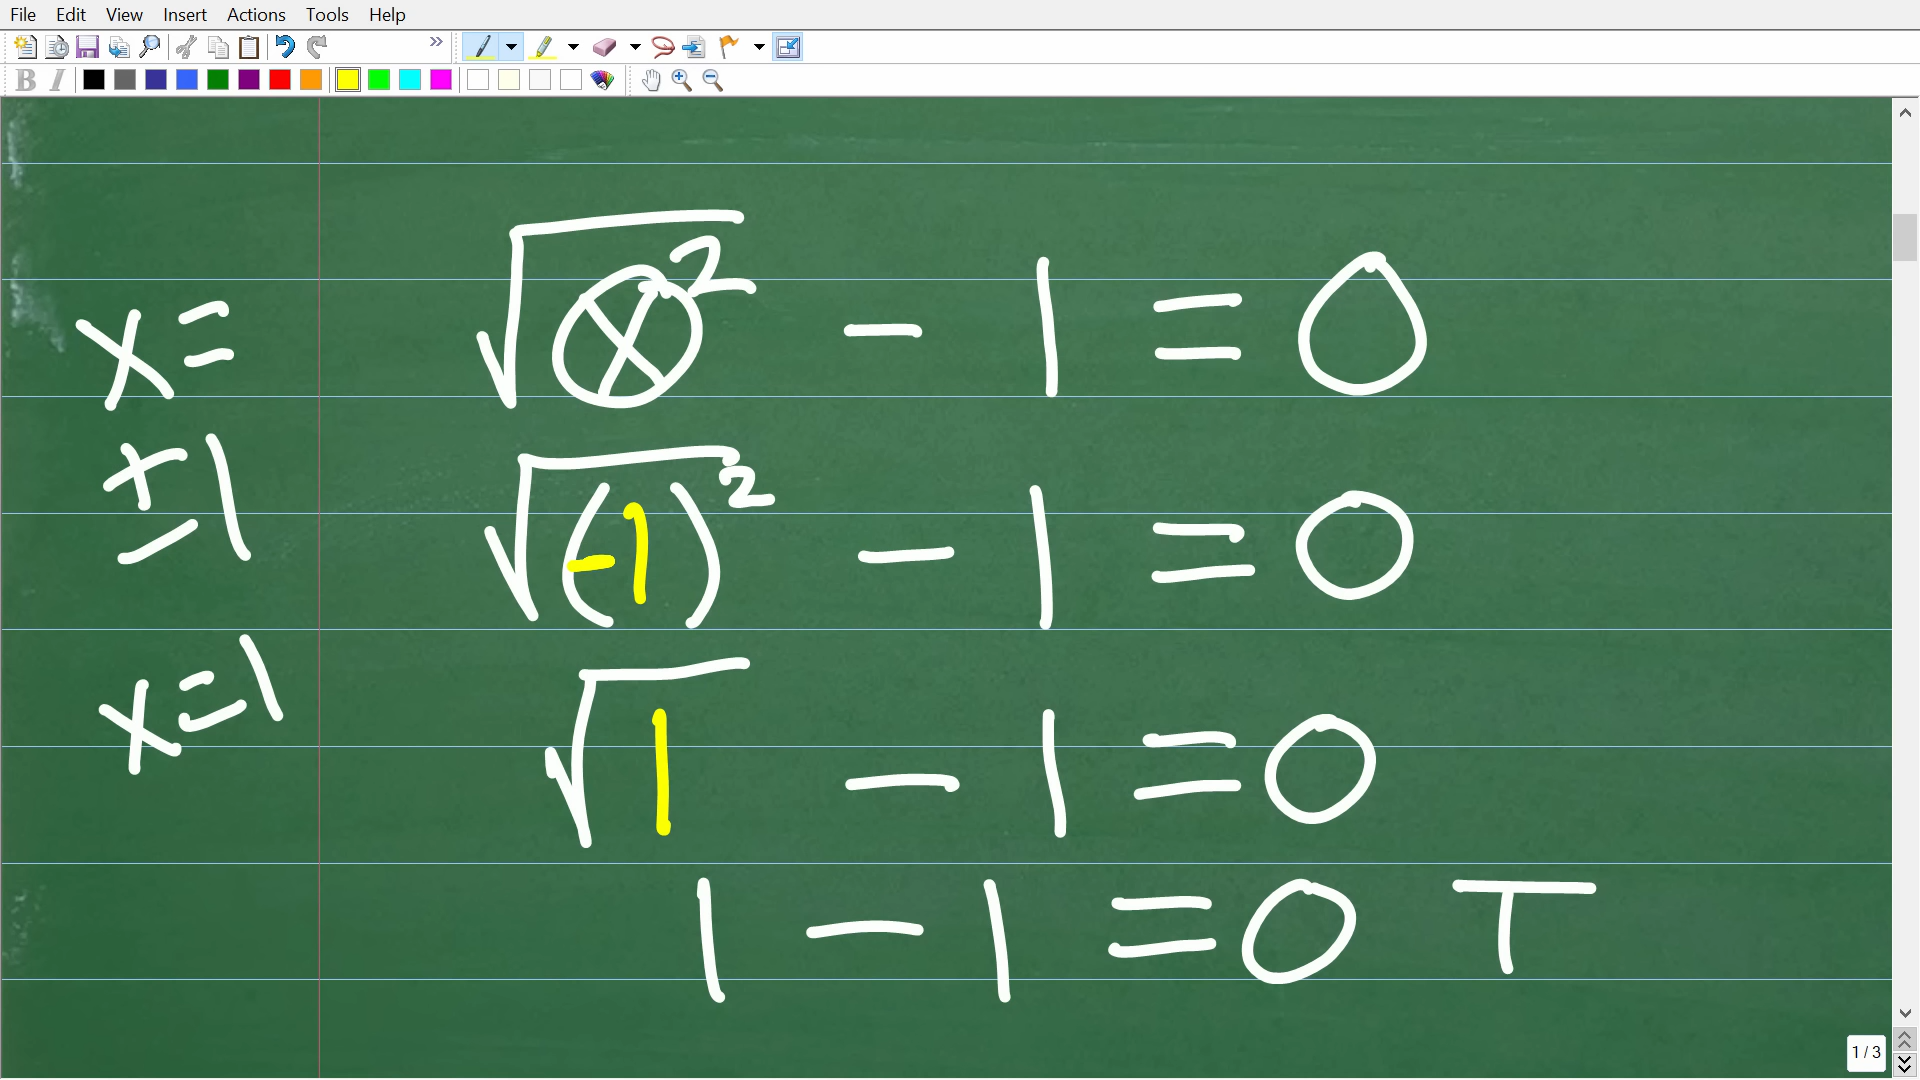 File Edit View Insert Actions Tools Help
B I
√x² - 1 = 0
x=
√(-1)² - 1 = 0
±1
√1 - 1 = 0
x=1
1 - 1 = 0 T
1 / 3